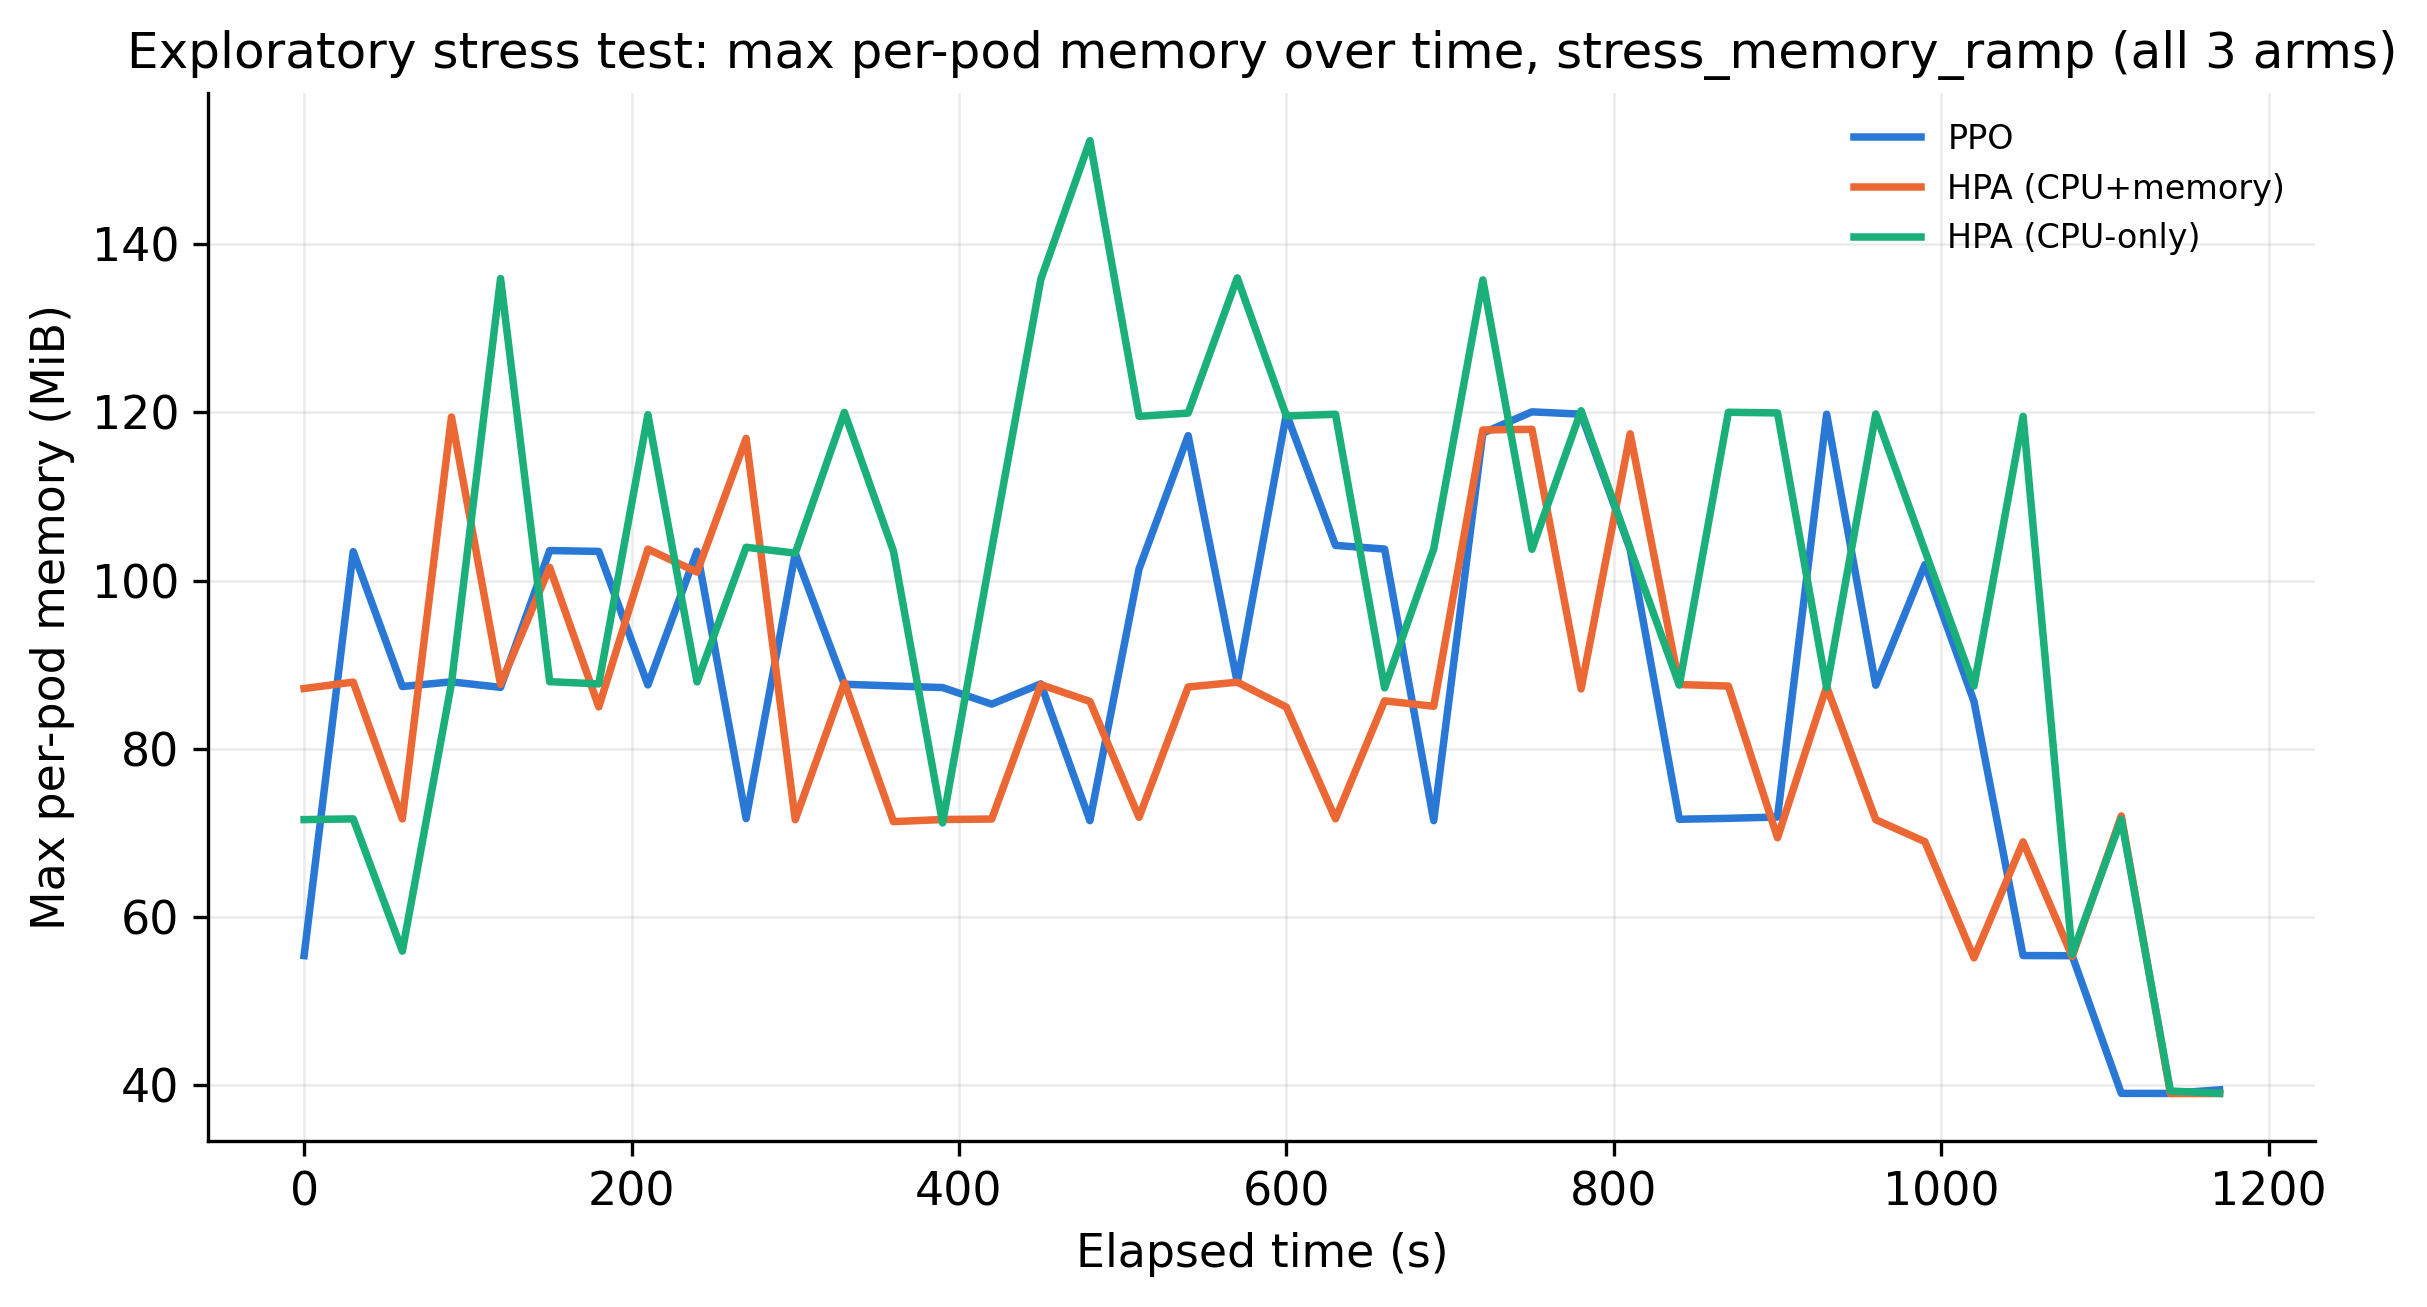 Exploratory stress test: max per-pod memory over time, stress_memory_ramp (all 3 arms)
PPO
HPA (CPU+memory)
HPA (CPU-only)
Max per-pod memory (MiB)
140
120
100
80
60
40
0 200 400 600 800 1000 1200
Elapsed time (s)